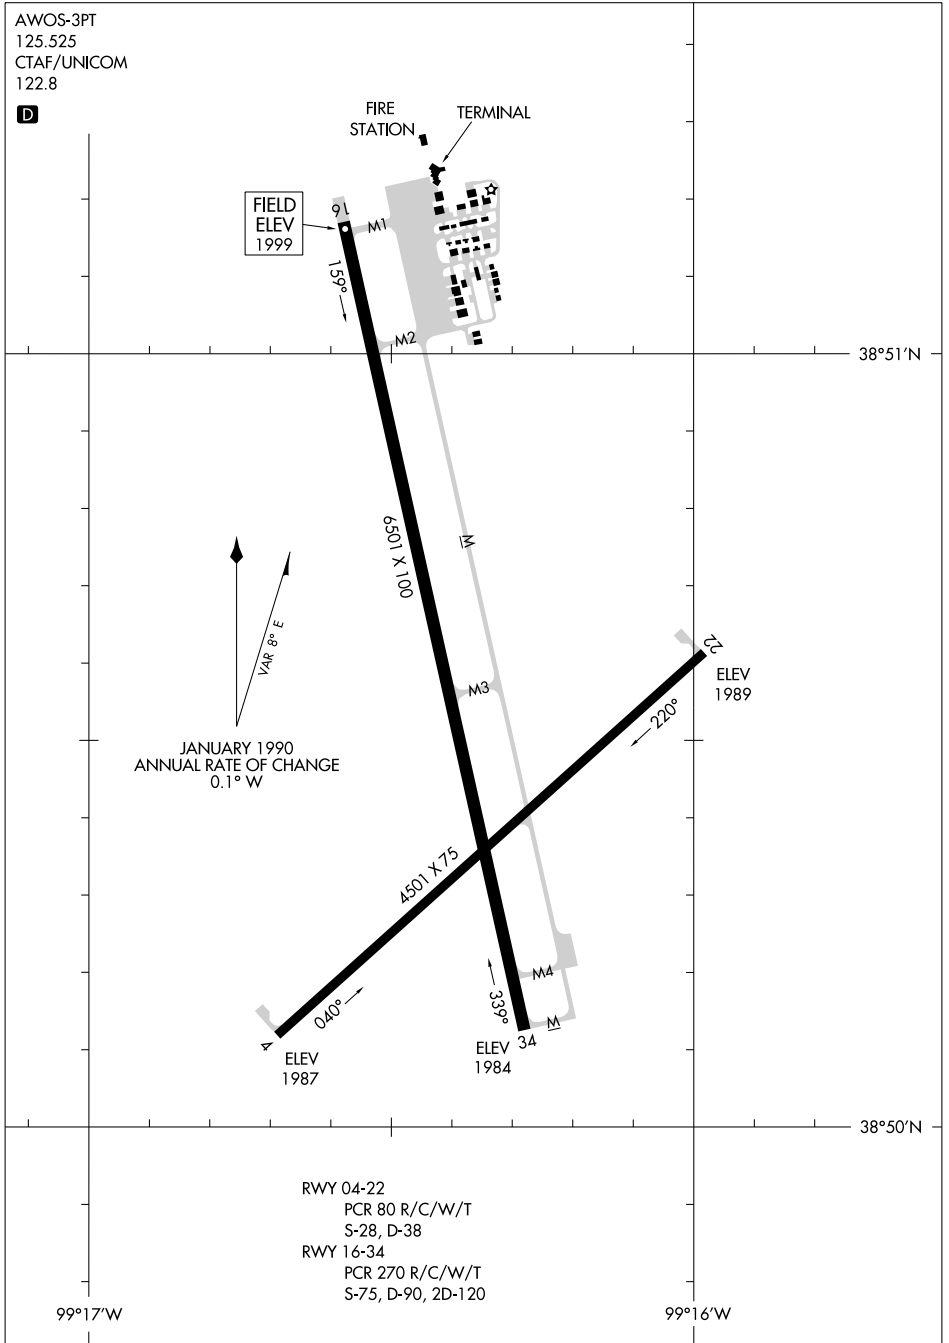 AWOS-3PT
125.525
CTAF/UNICOM
122.8
D
FIRE
STATION
TERMINAL
FIELD
ELEV
1999
16
M1
159°
M2
38°51'N
6501 X 100
M
VAR 8° E
22
ELEV
1989
M3
220°
JANUARY 1990
ANNUAL RATE OF CHANGE
0.1° W
4501 X 75
M4
339°
040°
M
4
ELEV
1987
34
ELEV
1984
38°50'N
RWY 04-22
PCR 80 R/C/W/T
S-28, D-38
RWY 16-34
PCR 270 R/C/W/T
S-75, D-90, 2D-120
99°17'W
99°16'W